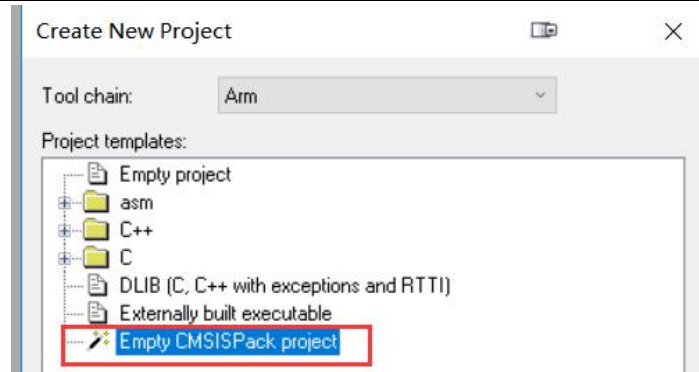 Create New Project
Tool chain: Arm
Project templates:
Empty project
asm
C++
C
DLIB (C, C++ with exceptions and RTTI)
Externally built executable
Empty CMSISPack project